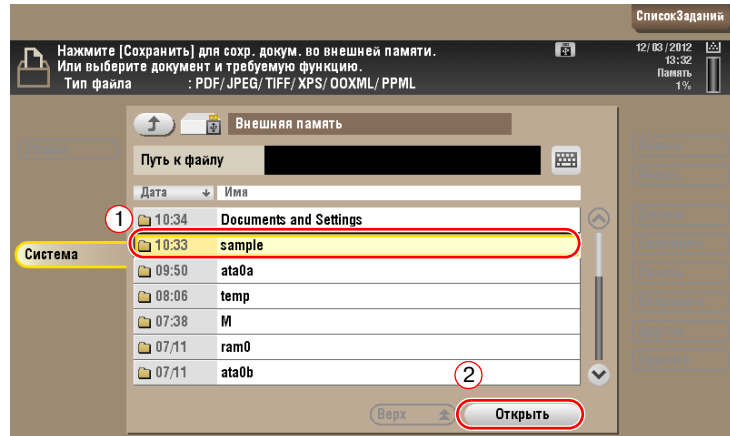 СписокЗаданий
Нажмите [Сохранить] для сохр. докум. во внешней памяти.
Или выберите документ и требуемую функцию.
Тип файла : PDF/JPEG/TIFF/XPS/OOXML/PPML
12/03/2012
13:32
Память
1%
Внешняя память
Путь к файлу
Дата Имя
1
10:34 Documents and Settings
10:33 sample
Система
09:50 ata0a
08:06 temp
07:38 M
07/11 ram0
07/11 ata0b
2
Верх Открыть